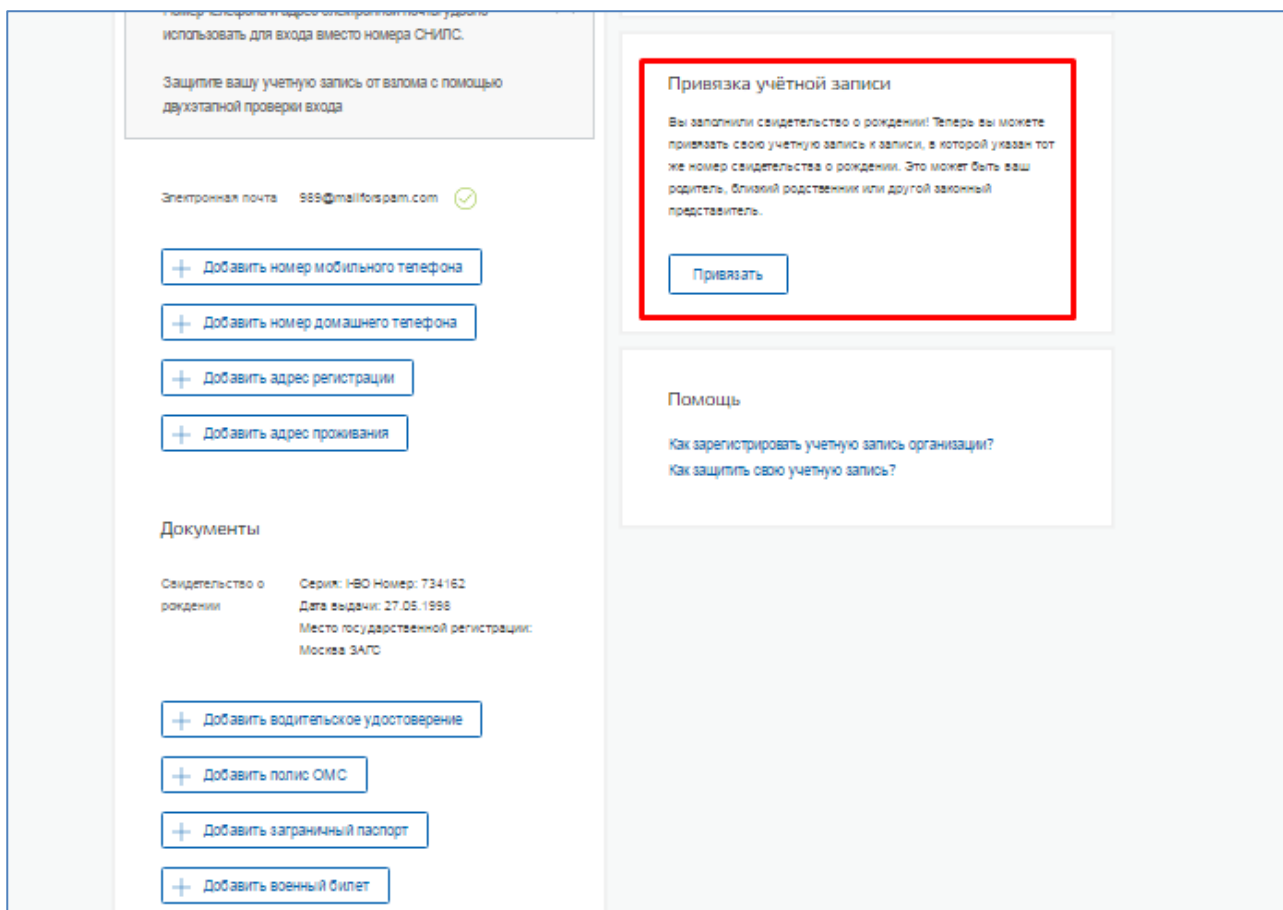 использовать для входа вместо номера СНИЛС.
Защитите вашу учетную запись от взлома с помощью
двухэтапной проверки входа
Электронная почта 989@mailforspam.com
Добавить номер мобильного телефона
Добавить номер домашнего телефона
Добавить адрес регистрации
Добавить адрес проживания
Документы
Свидетельство о
рождении
Серия: I-ВО Номер: 734162
Дата выдачи: 27.05.1998
Место государственной регистрации:
Москва ЗАГС
Добавить водительское удостоверение
Добавить полис ОМС
Добавить заграничный паспорт
Добавить военный билет
Привязка учётной записи
Вы заполнили свидетельство о рождении! Теперь вы можете
привязать свою учетную запись к записи, в которой указан тот
же номер свидетельства о рождении. Это может быть ваш
родитель, близкий родственник или другой законный
представитель.
Привязать
Помощь
Как зарегистрировать учетную запись организации?
Как защитить свою учетную запись?